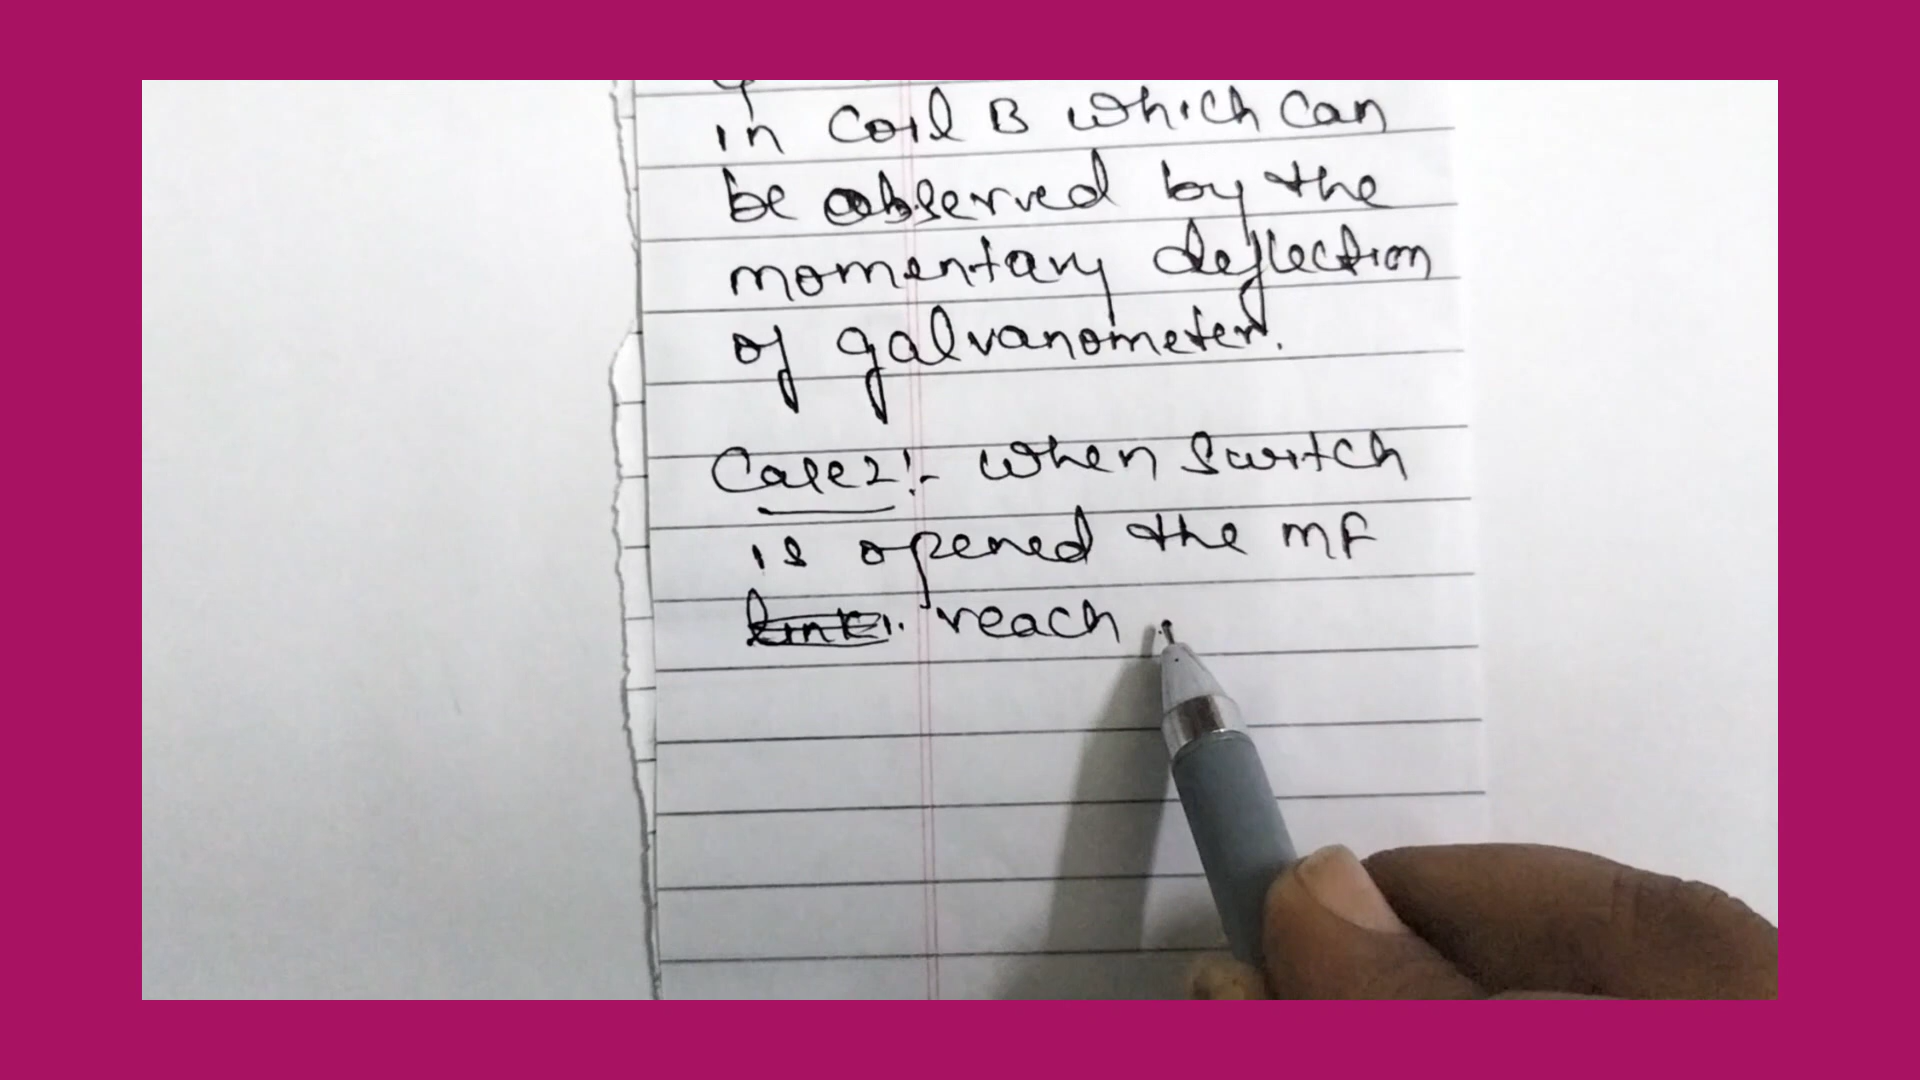 in Coil B which can
be observed by the
momentary deflection
of galvanometer.
Case2:- when switch
is opened the MF
reach